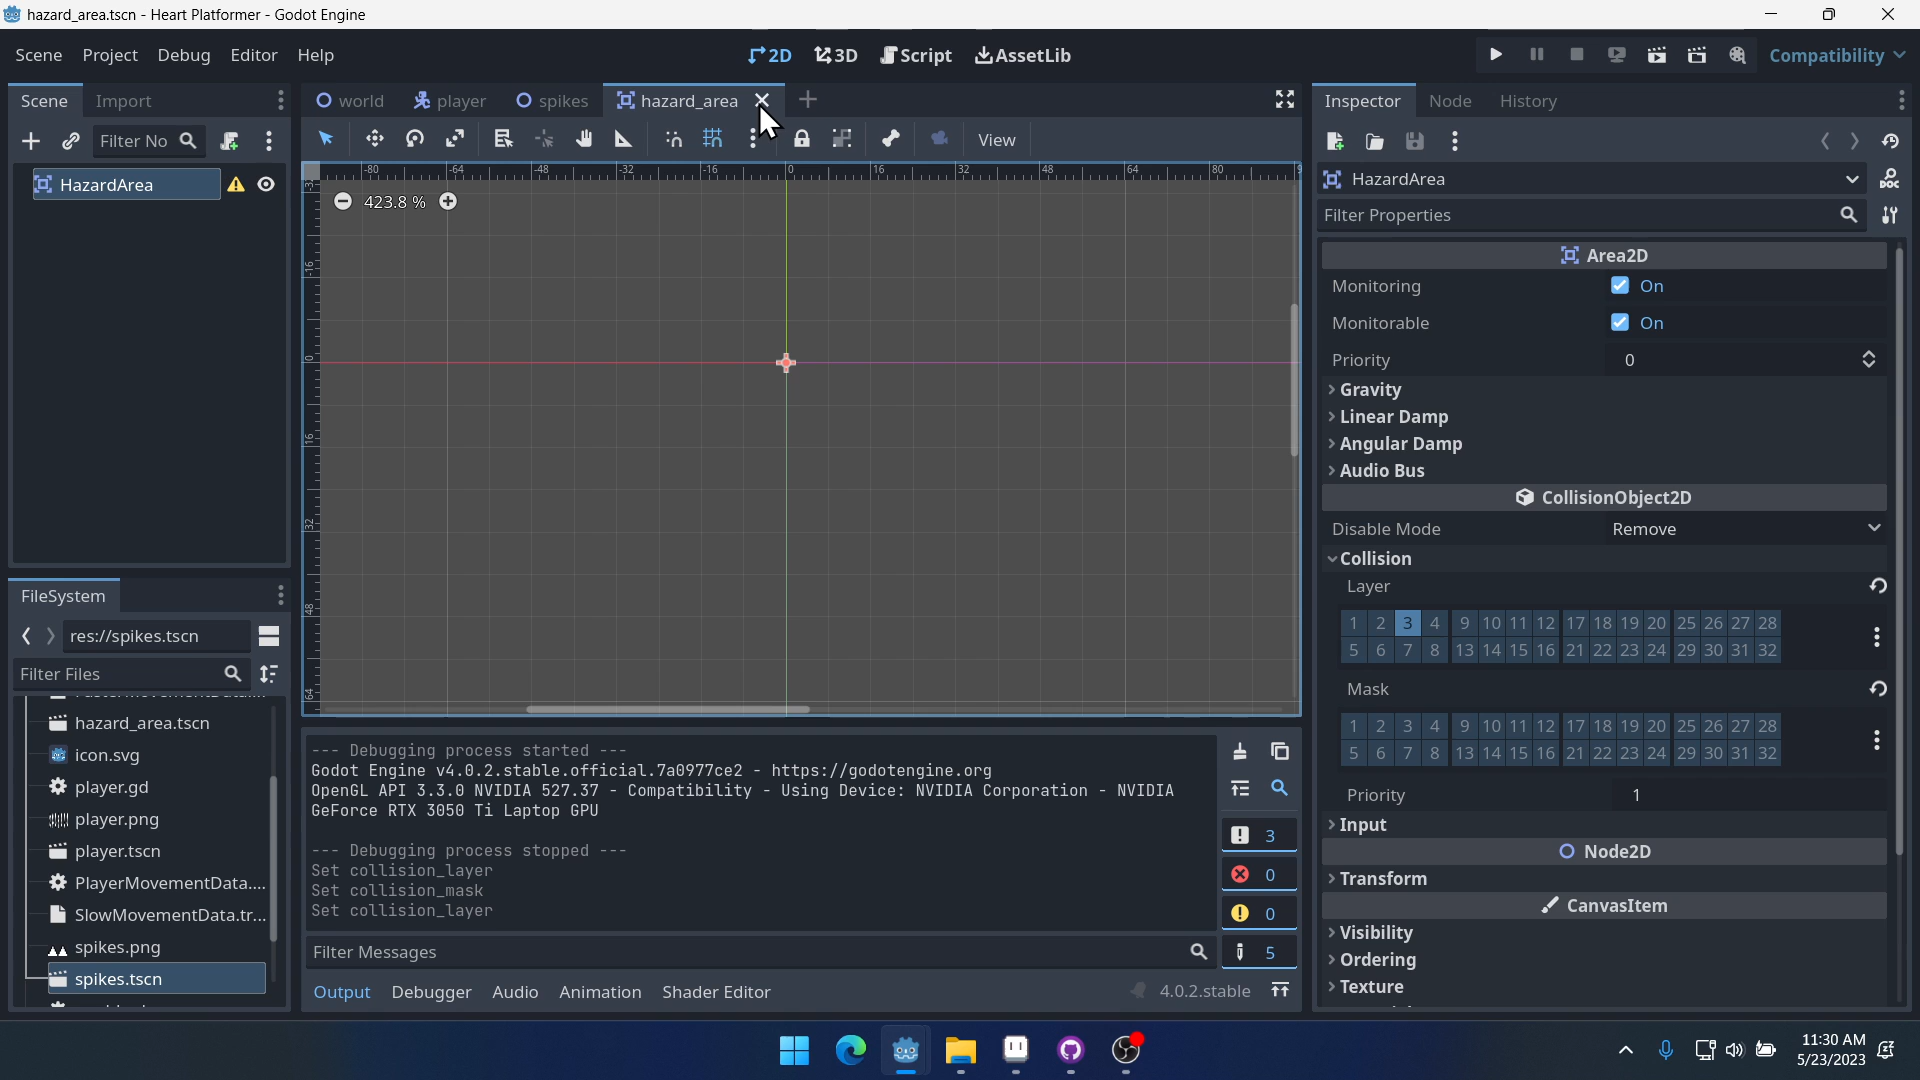 hazard_area.tscn - Heart Platformer - Godot Engine
Scene Project Debug Editor Help
2D 3D Script AssetLib
Compatibility
Scene Import
world player spikes hazard_area
Inspector Node History
Filter No
View
HazardArea
423.8 %
-80 -64 -48 -32 -16 0 16 32 48 64 80
-16
0
16
32
48
64
HazardArea
Filter Properties
Area2D
Monitoring On
Monitorable On
Priority 0
Gravity
Linear Damp
Angular Damp
Audio Bus
CollisionObject2D
Disable Mode Remove
Collision
Layer
1 2 3 4 9 10 11 12 17 18 19 20 25 26 27 28
5 6 7 8 13 14 15 16 21 22 23 24 29 30 31 32
Mask
1 2 3 4 9 10 11 12 17 18 19 20 25 26 27 28
5 6 7 8 13 14 15 16 21 22 23 24 29 30 31 32
Priority 1
Input
Node2D
Transform
CanvasItem
Visibility
Ordering
Texture
FileSystem
res://spikes.tscn
Filter Files
hazard_area.tscn
icon.svg
player.gd
player.png
player.tscn
PlayerMovementData....
SlowMovementData.tr...
spikes.png
spikes.tscn
--- Debugging process started ---
Godot Engine v4.0.2.stable.official.7a0977ce2 - https://godotengine.org
OpenGL API 3.3.0 NVIDIA 527.37 - Compatibility - Using Device: NVIDIA Corporation - NVIDIA
GeForce RTX 3050 Ti Laptop GPU
--- Debugging process stopped ---
Set collision_layer
Set collision_mask
Set collision_layer
3
0
0
5
Filter Messages
Output Debugger Audio Animation Shader Editor
4.0.2.stable
11:30 AM
5/23/2023